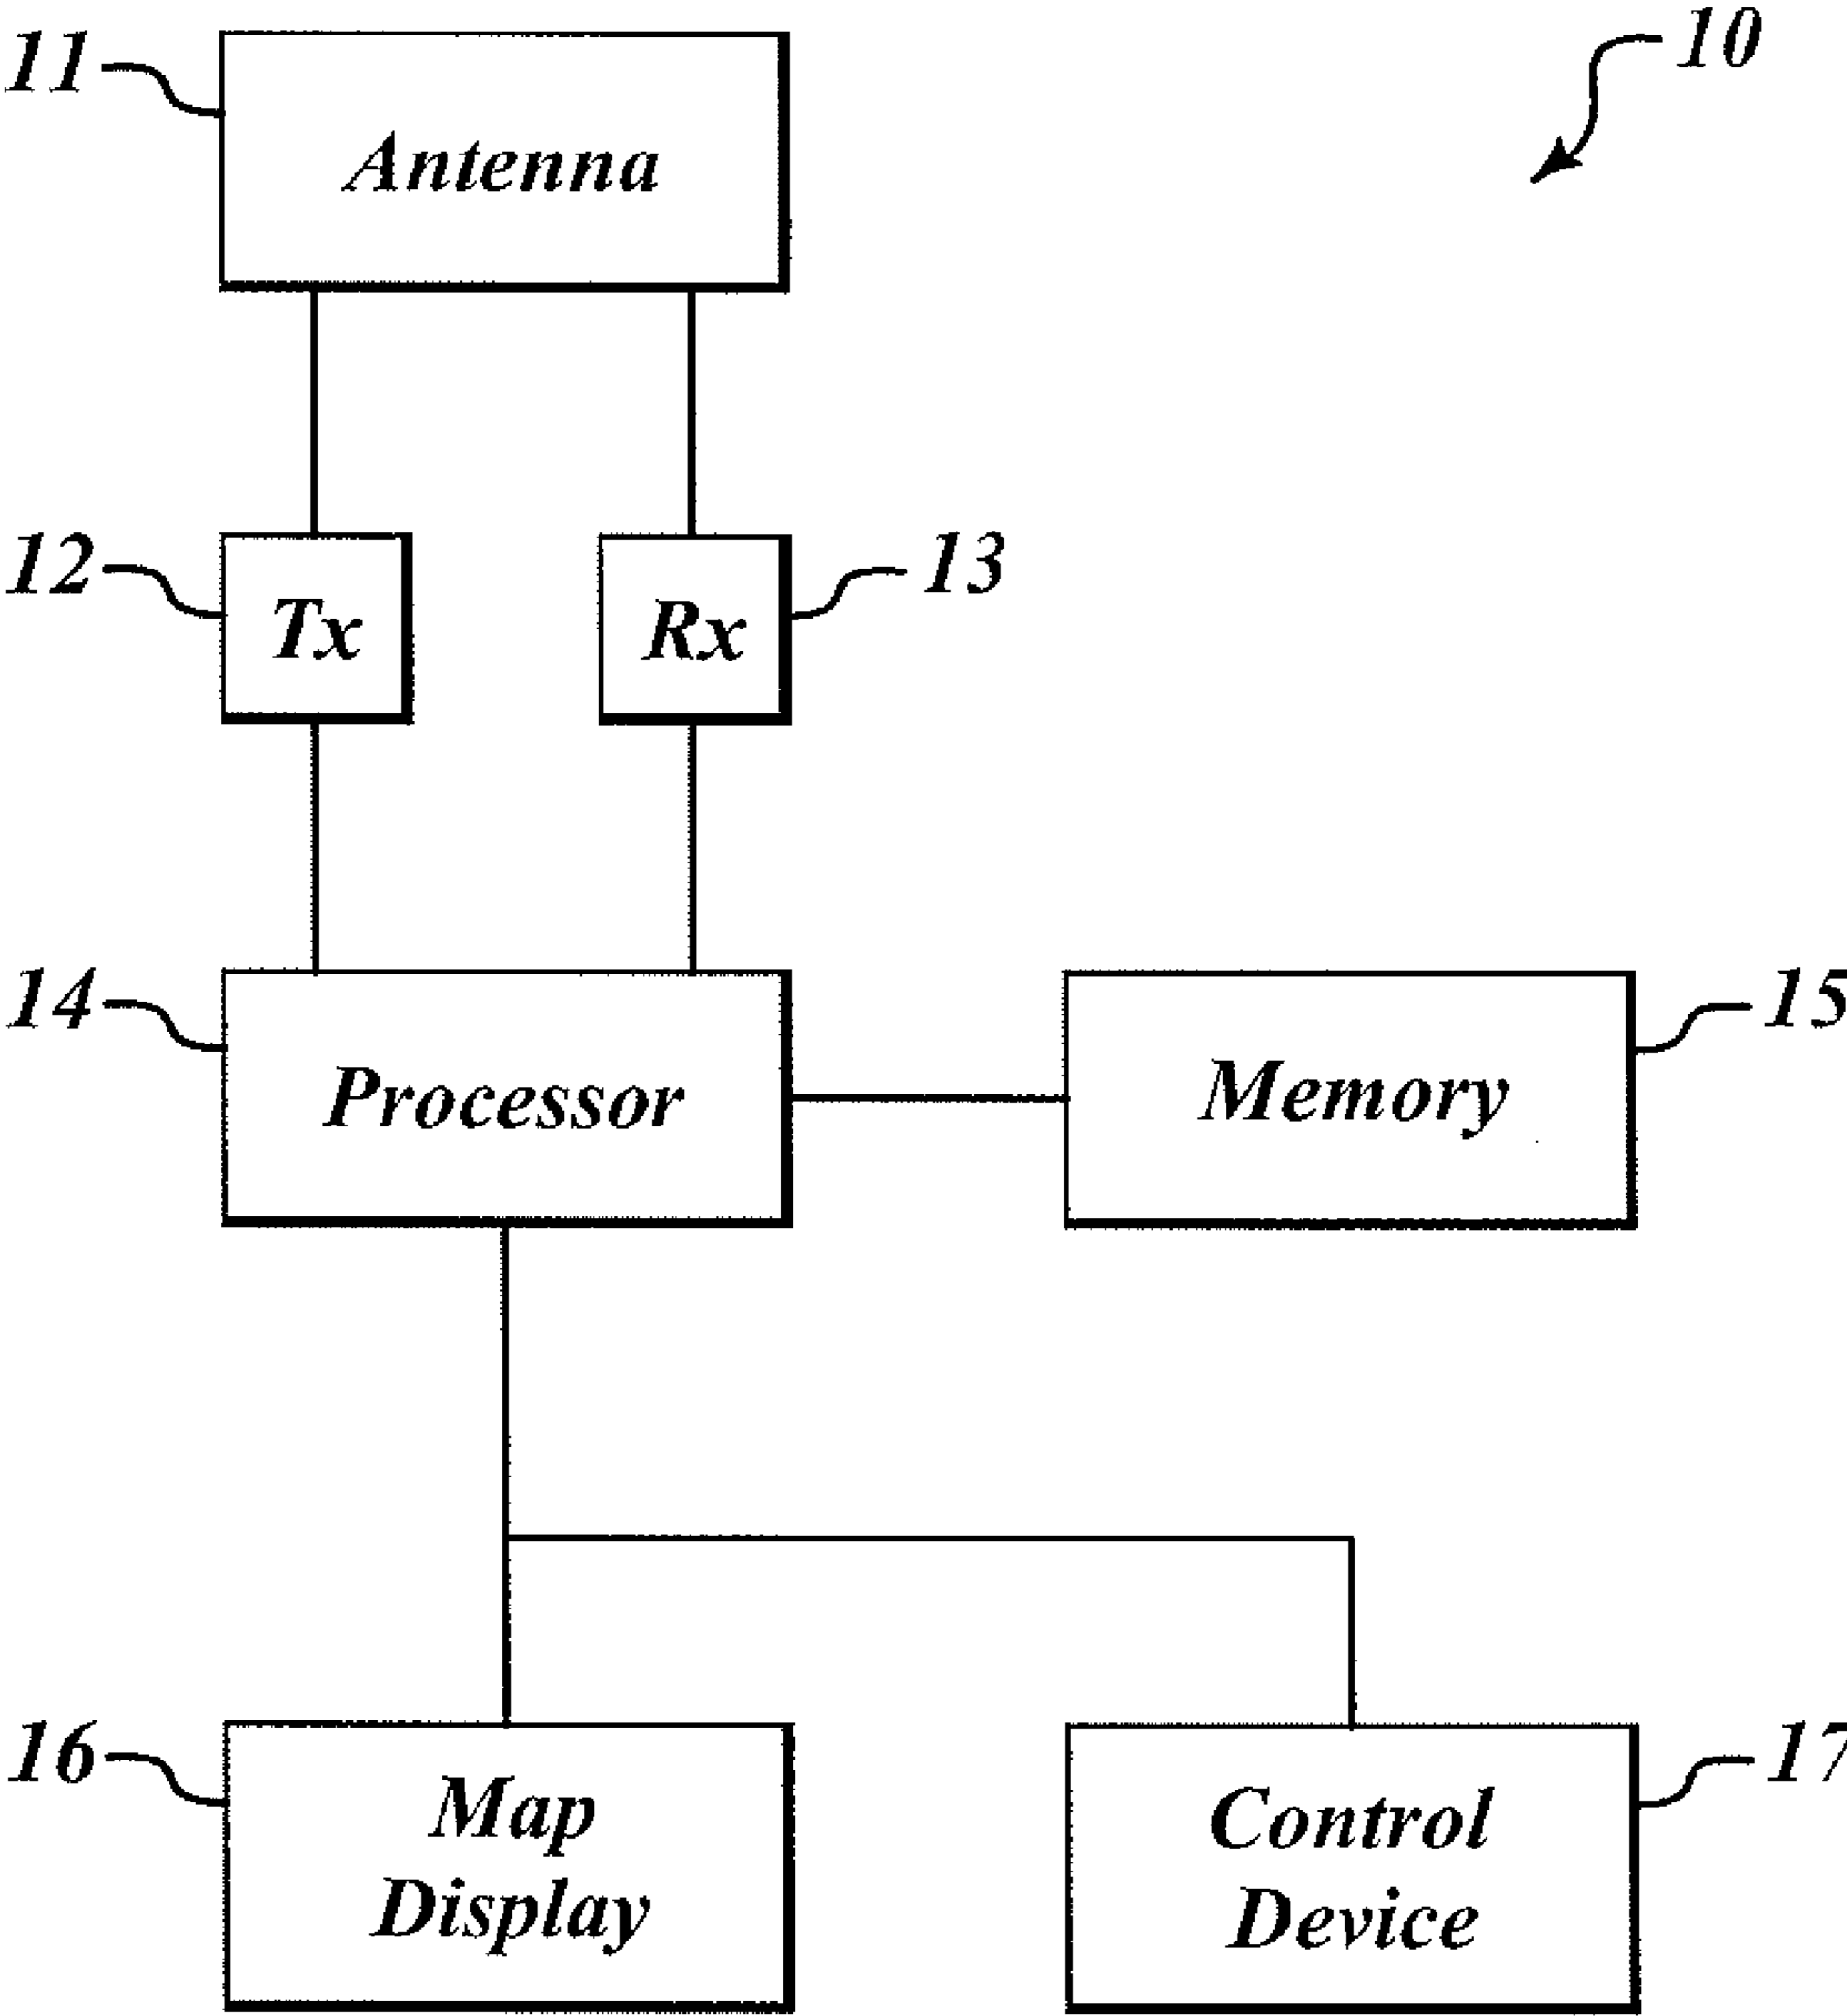 11
10
Antenna
12
13
Tx
Rx
14
15
Processor
Memory
16
17
Map
Display
Control
Device